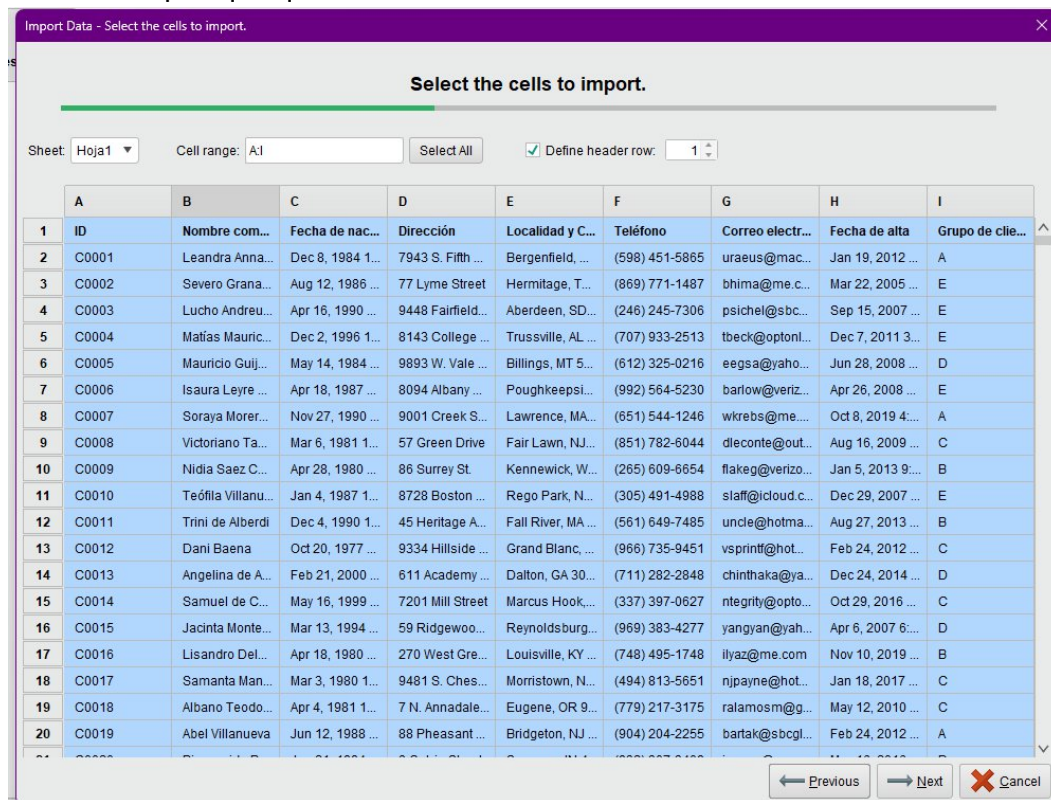 Import Data - Select the cells to import.
Select the cells to import.
Sheet: Hoja1 Cell range: A:I Select All Define header row: 1
A B C D E F G H I
1 ID Nombre com... Fecha de nac... Dirección Localidad y C... Teléfono Correo electr... Fecha de alta Grupo de clie...
2 C0001 Leandra Anna... Dec 8, 1984 1... 7943 S. Fifth ... Bergenfield, ... (598) 451-5865 uraeus@mac... Jan 19, 2012 ... A
3 C0002 Severo Grana... Aug 12, 1986 ... 77 Lyme Street Hermitage, T... (869) 771-1487 bhima@me.c... Mar 22, 2005 ... E
4 C0003 Lucho Andreu... Apr 16, 1990 ... 9448 Fairfield... Aberdeen, SD... (246) 245-7306 psichel@sbc... Sep 15, 2007 ... E
5 C0004 Matías Mauric... Dec 2, 1996 1... 8143 College ... Trussville, AL ... (707) 933-2513 tbeck@optonl... Dec 7, 2011 3... E
6 C0005 Mauricio Guij... May 14, 1984 ... 9893 W. Vale ... Billings, MT 5... (612) 325-0216 eegsa@yaho... Jun 28, 2008 ... D
7 C0006 Isaura Leyre ... Apr 18, 1987 ... 8094 Albany ... Poughkeepsi... (992) 564-5230 barlow@veriz... Apr 26, 2008 ... E
8 C0007 Soraya Morer... Nov 27, 1990 ... 9001 Creek S... Lawrence, MA... (651) 544-1246 wkrebs@me.... Oct 8, 2019 4:... A
9 C0008 Victoriano Ta... Mar 6, 1981 1... 57 Green Drive Fair Lawn, NJ... (851) 782-6044 dleconte@out... Aug 16, 2009 ... C
10 C0009 Nidia Saez C... Apr 28, 1980 ... 86 Surrey St. Kennewick, W... (265) 609-6654 flakeg@verizo... Jan 5, 2013 9:... B
11 C0010 Teófila Villanu... Jan 4, 1987 1... 8728 Boston ... Rego Park, N... (305) 491-4988 slaff@icloud.c... Dec 29, 2007 ... E
12 C0011 Trini de Alberdi Dec 4, 1990 1... 45 Heritage A... Fall River, MA ... (561) 649-7485 uncle@hotma... Aug 27, 2013 ... B
13 C0012 Dani Baena Oct 20, 1977 ... 9334 Hillside ... Grand Blanc, ... (966) 735-9451 vsprintf@hot... Feb 24, 2012 ... C
14 C0013 Angelina de A... Feb 21, 2000 ... 611 Academy ... Dalton, GA 30... (711) 282-2848 chinthaka@ya... Dec 24, 2014 ... D
15 C0014 Samuel de C... May 16, 1999 ... 7201 Mill Street Marcus Hook,... (337) 397-0627 ntegrity@opto... Oct 29, 2016 ... C
16 C0015 Jacinta Monte... Mar 13, 1994 ... 59 Ridgewoo... Reynoldsburg... (969) 383-4277 yangyan@yah... Apr 6, 2007 6:... D
17 C0016 Lisandro Del... Apr 18, 1980 ... 270 West Gre... Louisville, KY ... (748) 495-1748 ilyaz@me.com Nov 10, 2019 ... B
18 C0017 Samanta Man... Mar 3, 1980 1... 9481 S. Ches... Morristown, N... (494) 813-5651 njpayne@hot... Jan 18, 2017 ... C
19 C0018 Albano Teodo... Apr 4, 1981 1... 7 N. Annadale... Eugene, OR 9... (779) 217-3175 ralamosm@g... May 12, 2010 ... C
20 C0019 Abel Villanueva Jun 12, 1988 ... 88 Pheasant ... Bridgeton, NJ ... (904) 204-2255 bartak@sbcgl... Feb 24, 2012 ... A
Previous Next Cancel